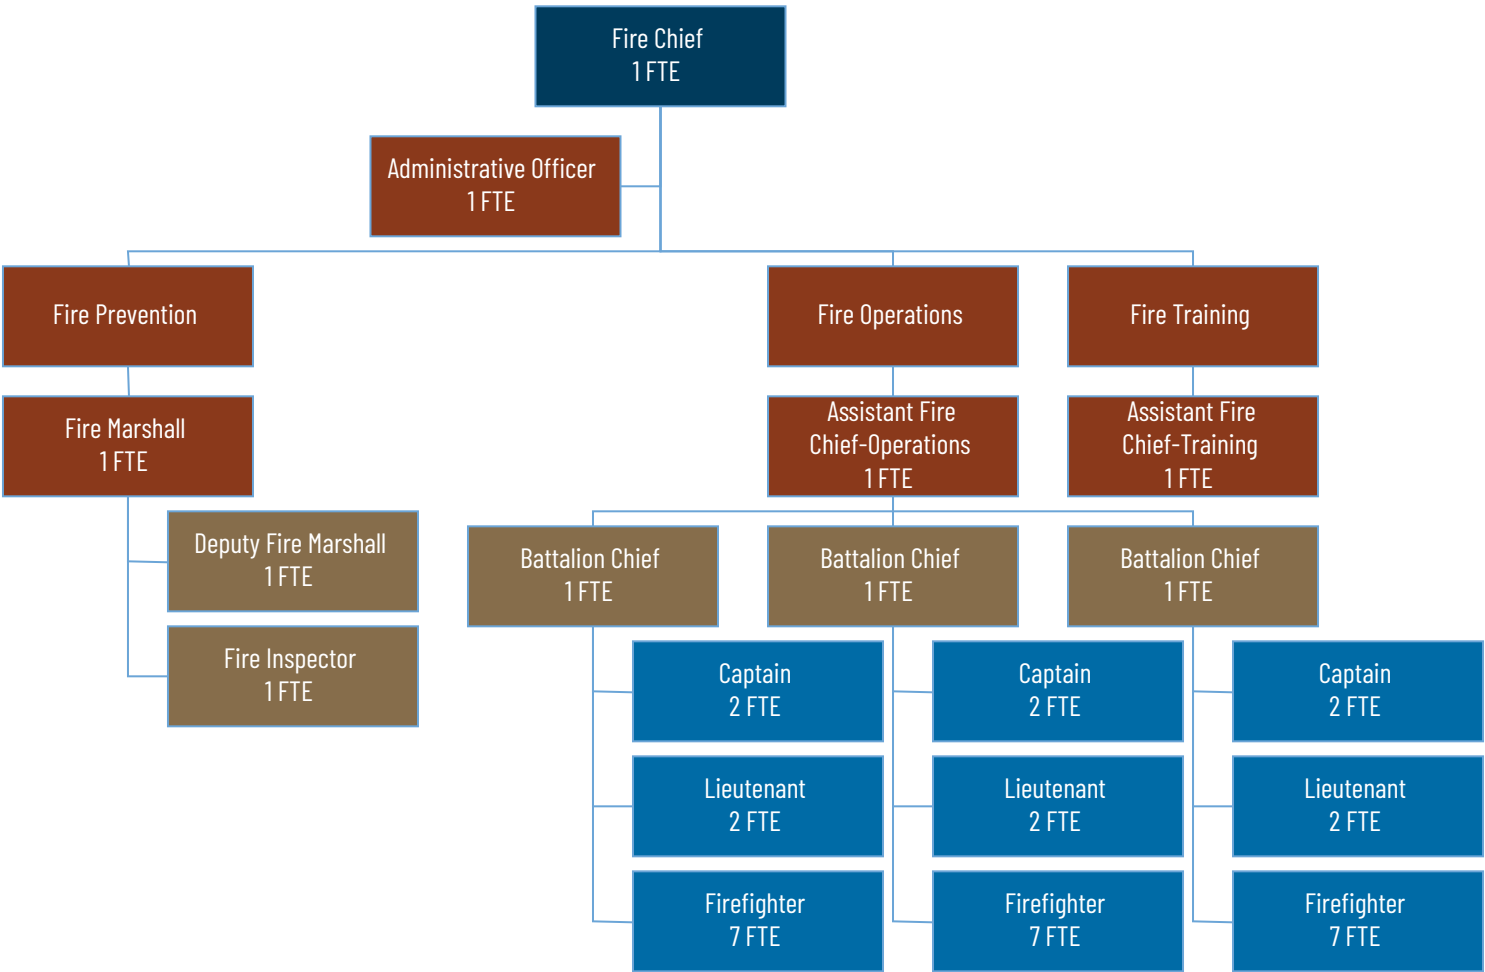 Fire Chief
1 FTE
Administrative Officer
1 FTE
Fire Prevention
Fire Operations
Fire Training
Fire Marshall
1 FTE
Assistant Fire
Chief-Operations
1 FTE
Assistant Fire
Chief-Training
1 FTE
Deputy Fire Marshall
1 FTE
Fire Inspector
1 FTE
Battalion Chief
1 FTE
Battalion Chief
1 FTE
Battalion Chief
1 FTE
Captain
2 FTE
Captain
2 FTE
Captain
2 FTE
Lieutenant
2 FTE
Lieutenant
2 FTE
Lieutenant
2 FTE
Firefighter
7 FTE
Firefighter
7 FTE
Firefighter
7 FTE